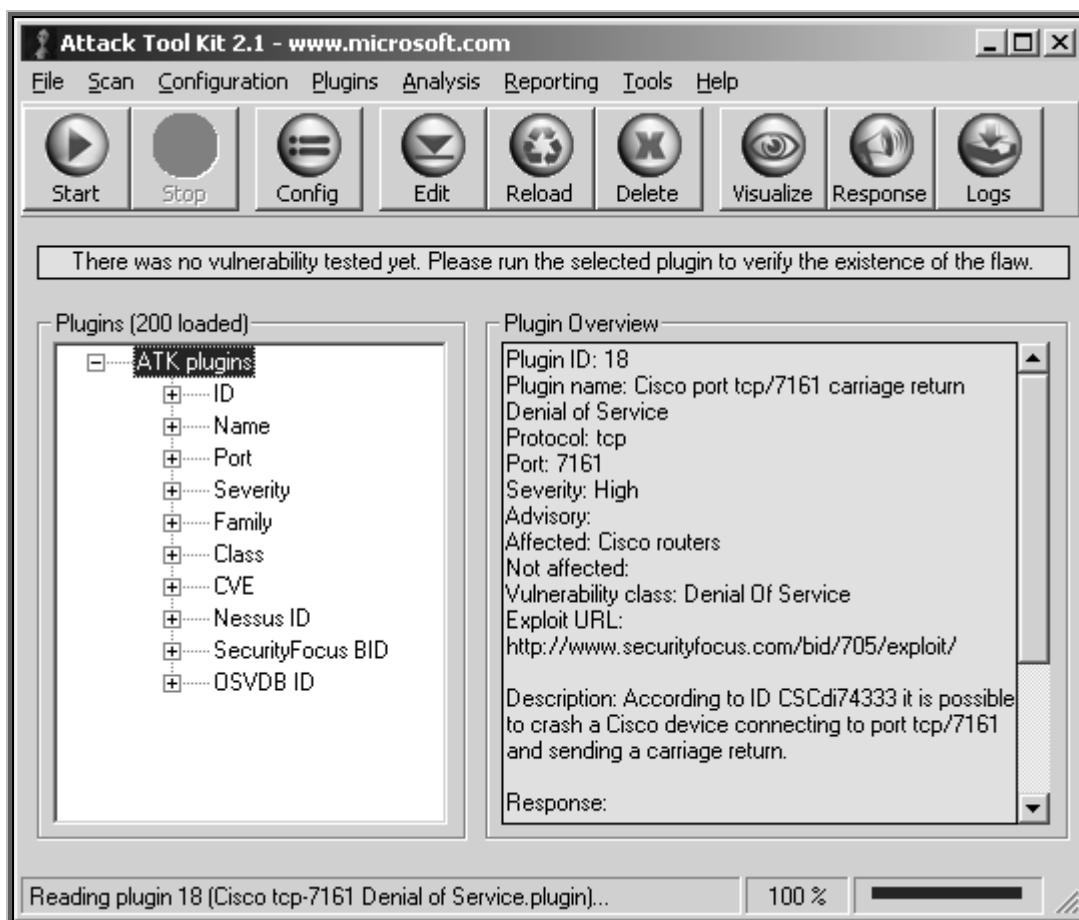 Attack Tool Kit 2.1 - www.microsoft.com
File Scan Configuration Plugins Analysis Reporting Tools Help
Start Stop Config Edit Reload Delete Visualize Response Logs
There was no vulnerability tested yet. Please run the selected plugin to verify the existence of the flaw.
Plugins (200 loaded)
ATK plugins
ID
Name
Port
Severity
Family
Class
CVE
Nessus ID
SecurityFocus BID
OSVDB ID
Plugin Overview
Plugin ID: 18
Plugin name: Cisco port tcp/7161 carriage return
Denial of Service
Protocol: tcp
Port: 7161
Severity: High
Advisory:
Affected: Cisco routers
Not affected:
Vulnerability class: Denial Of Service
Exploit URL:
http://www.securityfocus.com/bid/705/exploit/
Description: According to ID CSCdi74333 it is possible
to crash a Cisco device connecting to port tcp/7161
and sending a carriage return.
Response:
Reading plugin 18 (Cisco tcp-7161 Denial of Service.plugin)... 100 %